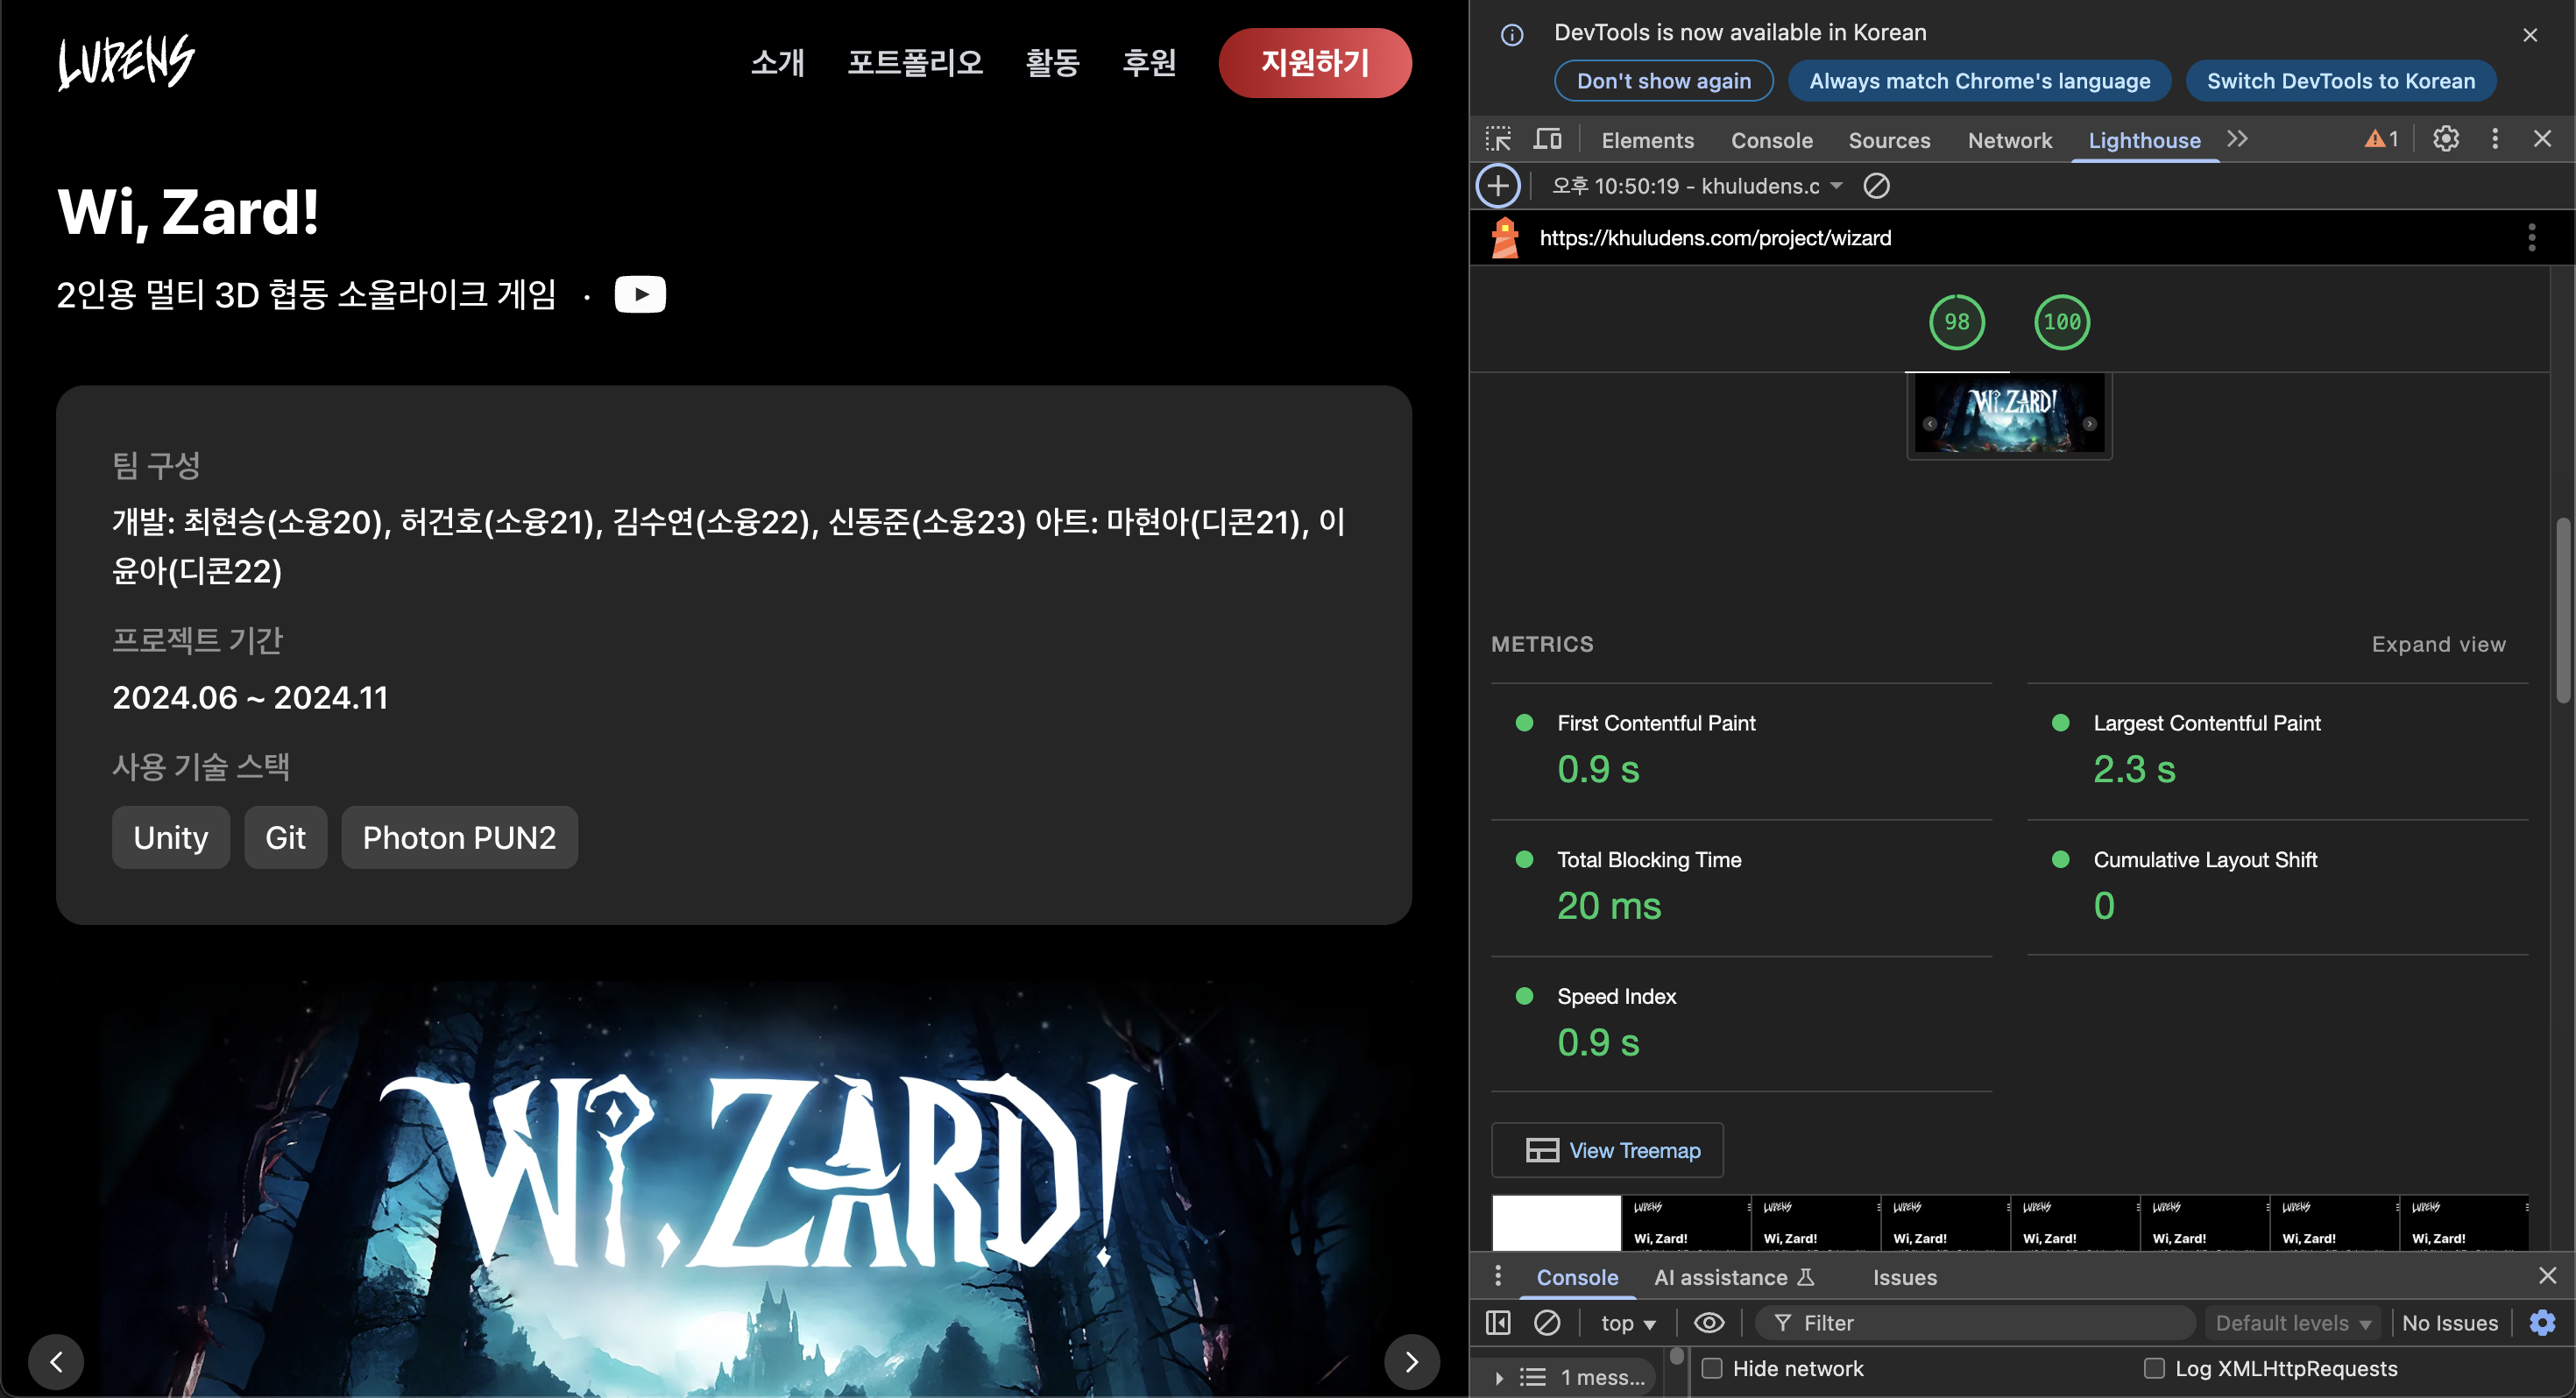 LUDENS
소개 포트폴리오 활동 후원 지원하기
Wi, Zard!
2인용 멀티 3D 협동 소울라이크 게임 ·
팀 구성
개발: 최현승(소융20), 허건호(소융21), 김수연(소융22), 신동준(소융23) 아트: 마현아(디콘21), 이
윤아(디콘22)
프로젝트 기간
2024.06 ~ 2024.11
사용 기술 스택
Unity Git Photon PUN2
WI, ZARD!
DevTools is now available in Korean
Don't show again Always match Chrome's language Switch DevTools to Korean
Elements Console Sources Network Lighthouse 1
오후 10:50:19 - khuludens.c
https://khuludens.com/project/wizard
98 100
WI, ZARD!
METRICS Expand view
First Contentful Paint
0.9 s
Largest Contentful Paint
2.3 s
Total Blocking Time
20 ms
Cumulative Layout Shift
0
Speed Index
0.9 s
View Treemap
LUDENS LUDENS LUDENS LUDENS LUDENS LUDENS LUDENS
Wi, Zard! Wi, Zard! Wi, Zard! Wi, Zard! Wi, Zard! Wi, Zard! Wi, Zard!
Console AI assistance Issues
top Filter Default levels No Issues
1 mess... Hide network Log XMLHttpRequests